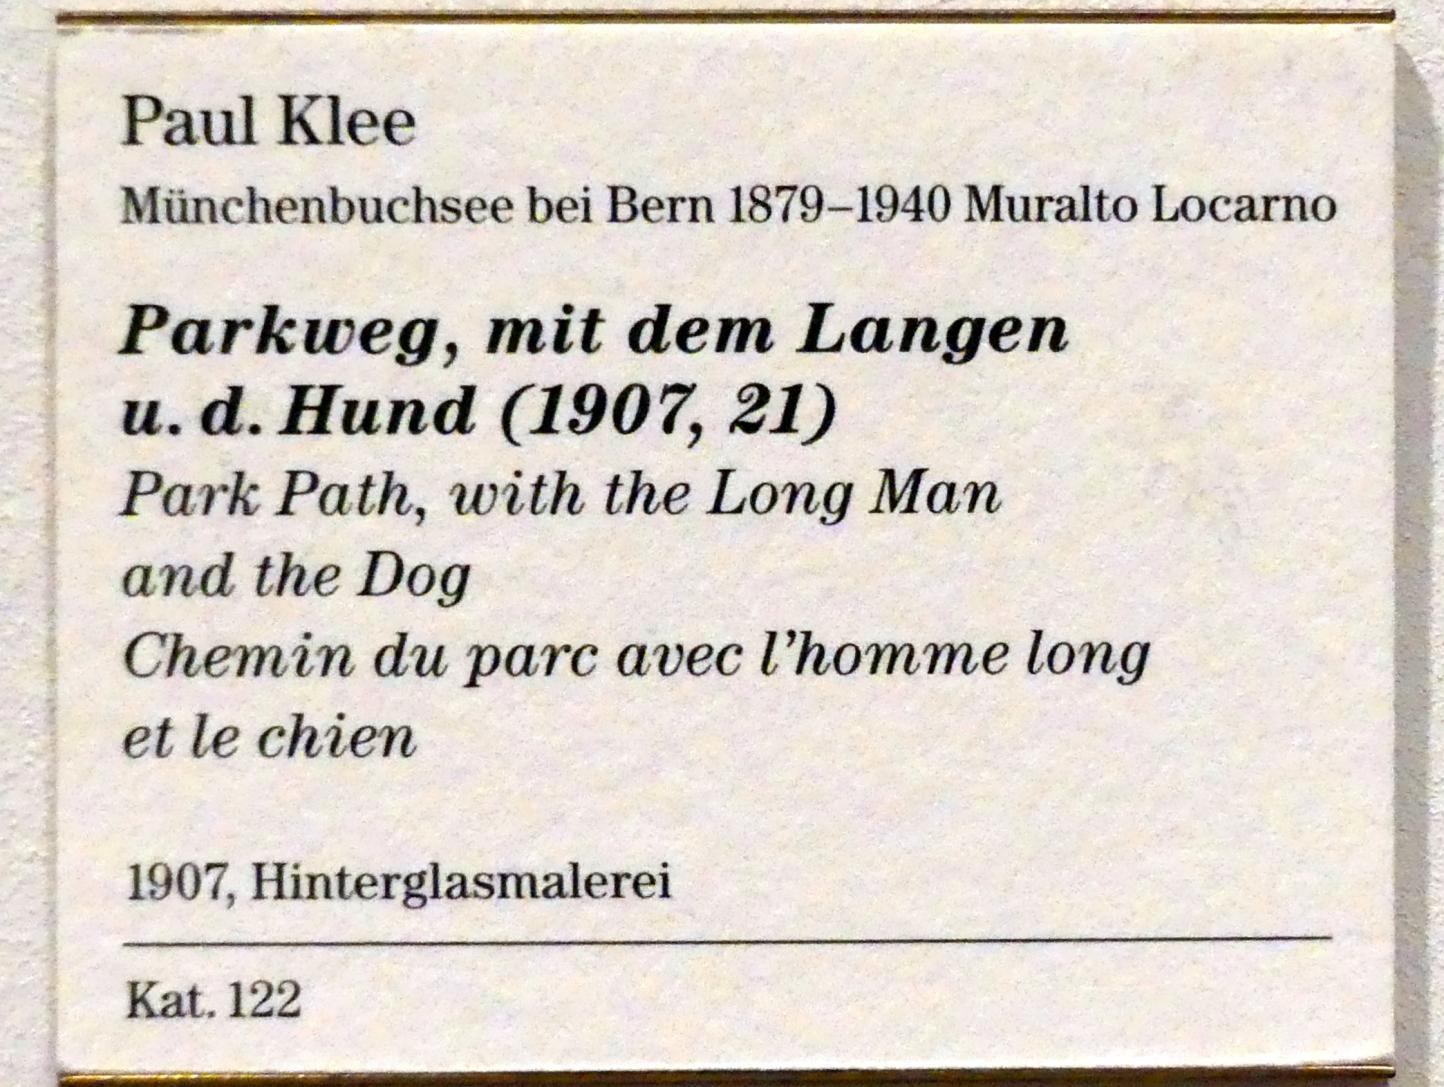 Paul Klee
Münchenbuchsee bei Bern 1879–1940 Muralto Locarno
Parkweg, mit dem Langen
u. d. Hund (1907, 21)
Park Path, with the Long Man
and the Dog
Chemin du parc avec l’homme long
et le chien
1907, Hinterglasmalerei
Kat. 122